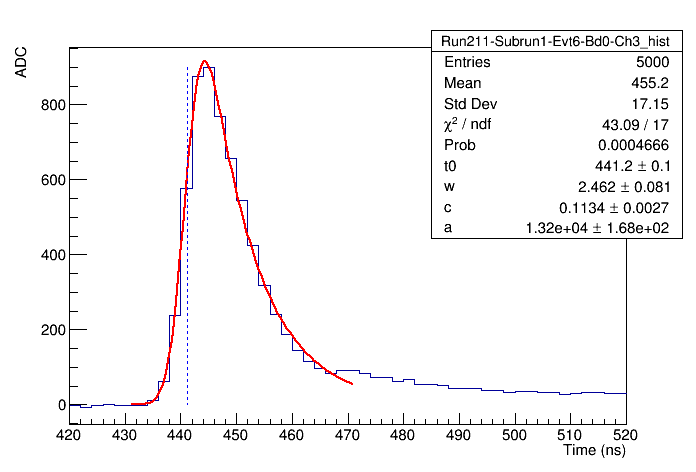 Run211-Subrun1-Evt6-Bd0-Ch3_hist
Entries 5000
Mean 455.2
Std Dev 17.15
χ² / ndf 43.09 / 17
Prob 0.0004666
t0 441.2 ± 0.1
w 2.462 ± 0.081
c 0.1134 ± 0.0027
a 1.32e+04 ± 1.68e+02
ADC
800
600
400
200
0
420 430 440 450 460 470 480 490 500 510 520
Time (ns)